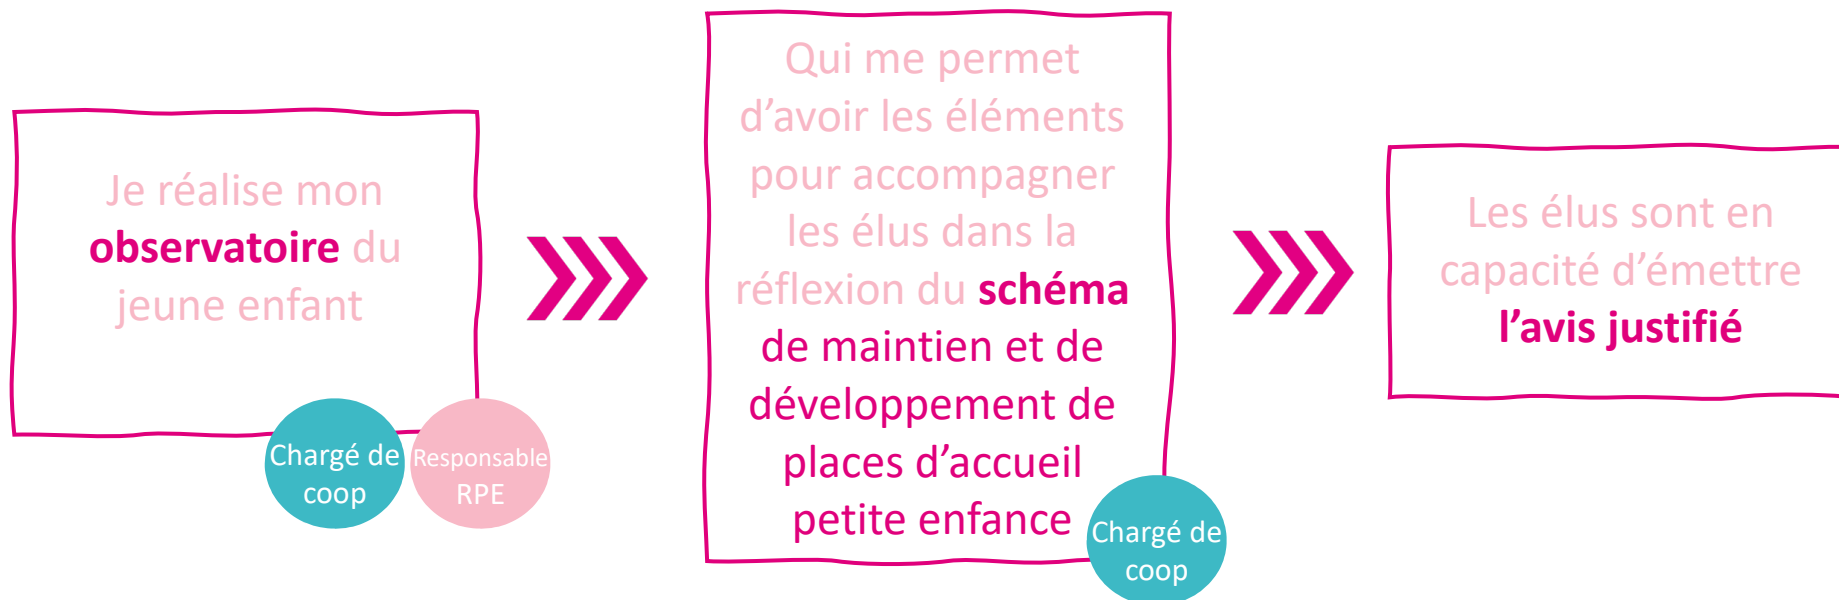 Je réalise mon
observatoire du
jeune enfant
Chargé de
coop
Responsable
RPE
Qui me permet
d’avoir les éléments
pour accompagner
les élus dans la
réflexion du schéma
de maintien et de
développement de
places d’accueil
petite enfance
Chargé de
coop
Les élus sont en
capacité d’émettre
l’avis justifié